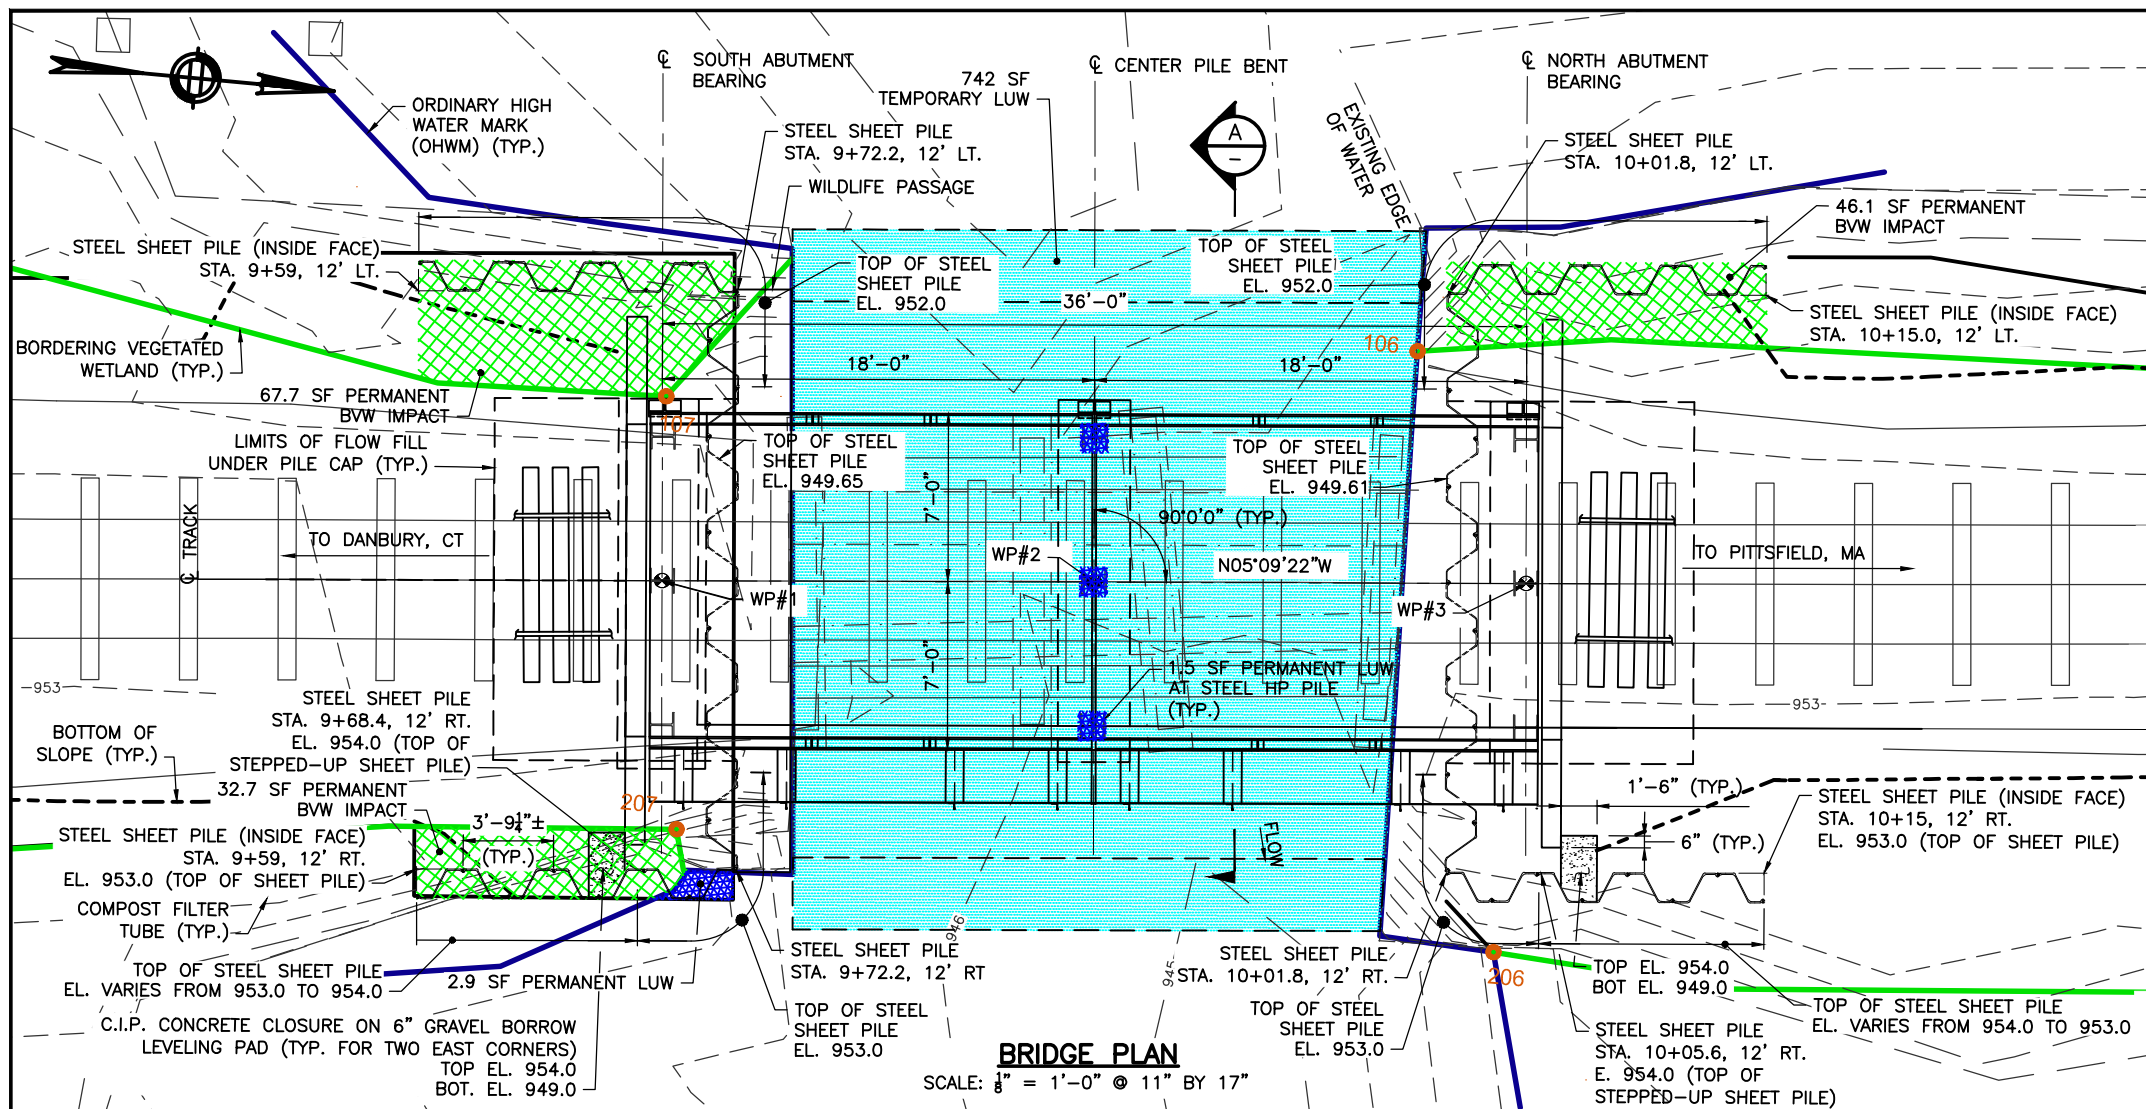 ℄ SOUTH ABUTMENT
BEARING
742 SF
TEMPORARY LUW
℄ CENTER PILE BENT
℄ NORTH ABUTMENT
BEARING
ORDINARY HIGH
WATER MARK
(OHWM) (TYP.)
STEEL SHEET PILE
STA. 9+72.2, 12' LT.
WILDLIFE PASSAGE
A
-
EXISTING EDGE
OF WATER
STEEL SHEET PILE
STA. 10+01.8, 12' LT.
46.1 SF PERMANENT
BVW IMPACT
STEEL SHEET PILE (INSIDE FACE)
STA. 9+59, 12' LT.
TOP OF STEEL
SHEET PILE
EL. 952.0
TOP OF STEEL
SHEET PILE
EL. 952.0
36'-0"
STEEL SHEET PILE (INSIDE FACE)
STA. 10+15.0, 12' LT.
BORDERING VEGETATED
WETLAND (TYP.)
106
18'-0"
18'-0"
67.7 SF PERMANENT
BVW IMPACT
107
LIMITS OF FLOW FILL
UNDER PILE CAP (TYP.)
TOP OF STEEL
SHEET PILE
EL. 949.65
TOP OF STEEL
SHEET PILE
EL. 949.61
7'-0"
90°0'0" (TYP.)
℄ TRACK
TO DANBURY, CT
WP#2
N05°09'22"W
TO PITTSFIELD, MA
WP#1
WP#3
7'-0"
1.5 SF PERMANENT LUW
AT STEEL HP PILE
(TYP.)
953
953
STEEL SHEET PILE
STA. 9+68.4, 12' RT.
EL. 954.0 (TOP OF
STEPPED-UP SHEET PILE)
BOTTOM OF
SLOPE (TYP.)
32.7 SF PERMANENT
BVW IMPACT
207
3'-9¼"±
(TYP.)
1'-6" (TYP.)
6" (TYP.)
STEEL SHEET PILE (INSIDE FACE)
STA. 10+15, 12' RT.
EL. 953.0 (TOP OF SHEET PILE)
STEEL SHEET PILE (INSIDE FACE)
STA. 9+59, 12' RT.
EL. 953.0 (TOP OF SHEET PILE)
FLOW
COMPOST FILTER
TUBE (TYP.)
946
945
STEEL SHEET PILE
STA. 9+72.2, 12' RT
STEEL SHEET PILE
STA. 10+01.8, 12' RT.
TOP OF STEEL SHEET PILE
EL. VARIES FROM 953.0 TO 954.0
2.9 SF PERMANENT LUW
206
TOP EL. 954.0
BOT EL. 949.0
TOP OF STEEL
SHEET PILE
EL. 953.0
TOP OF STEEL
SHEET PILE
EL. 953.0
TOP OF STEEL SHEET PILE
EL. VARIES FROM 954.0 TO 953.0
C.I.P. CONCRETE CLOSURE ON 6" GRAVEL BORROW
LEVELING PAD (TYP. FOR TWO EAST CORNERS)
TOP EL. 954.0
BOT. EL. 949.0
STEEL SHEET PILE
STA. 10+05.6, 12' RT.
E. 954.0 (TOP OF
STEPPED-UP SHEET PILE)
BRIDGE PLAN
SCALE: ⅛" = 1'-0" @ 11" BY 17"